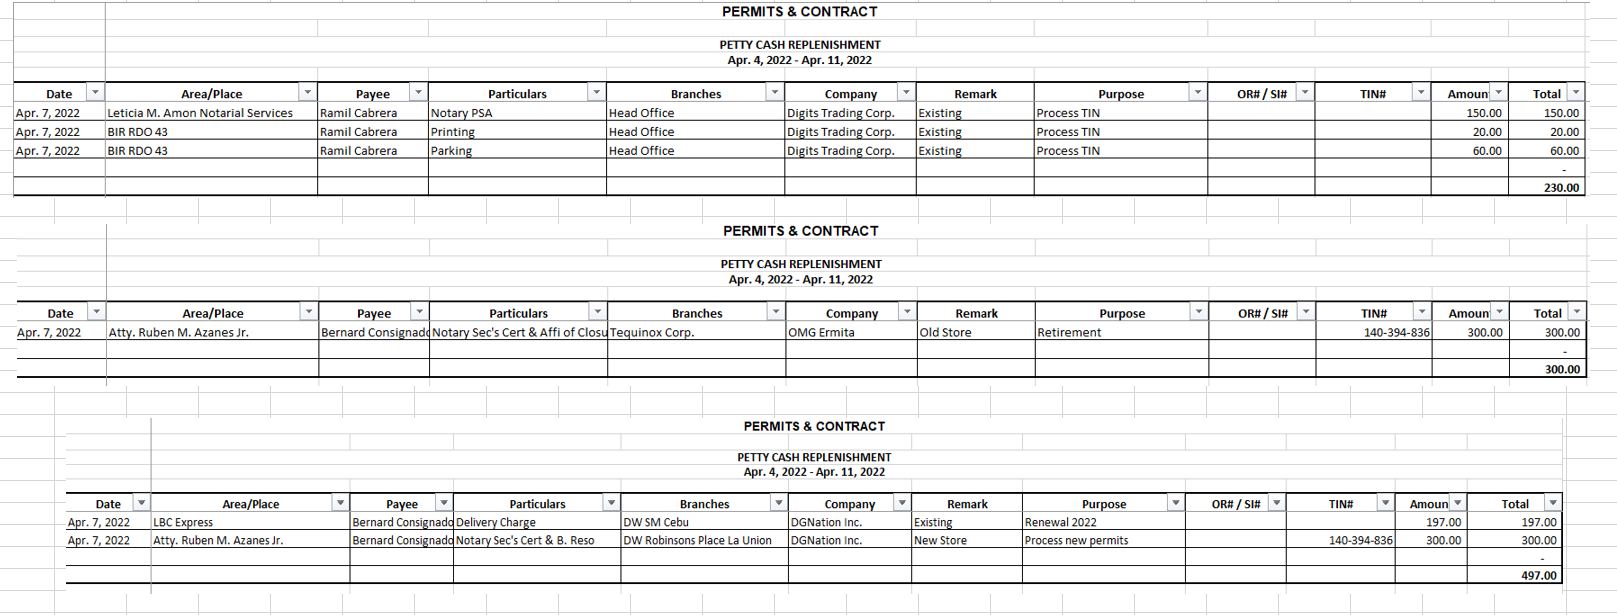 PERMITS & CONTRACT
PETTY CASH REPLENISHMENT
Apr. 4, 2022 - Apr. 11, 2022
Date Area/Place Payee Particulars Branches Company Remark Purpose OR# / SI# TIN# Amoun Total
Apr. 7, 2022 Leticia M. Amon Notarial Services Ramil Cabrera Notary PSA Head Office Digits Trading Corp. Existing Process TIN 150.00 150.00
Apr. 7, 2022 BIR RDO 43 Ramil Cabrera Printing Head Office Digits Trading Corp. Existing Process TIN 20.00 20.00
Apr. 7, 2022 BIR RDO 43 Ramil Cabrera Parking Head Office Digits Trading Corp. Existing Process TIN 60.00 60.00
-
230.00
PERMITS & CONTRACT
PETTY CASH REPLENISHMENT
Apr. 4, 2022 - Apr. 11, 2022
Date Area/Place Payee Particulars Branches Company Remark Purpose OR# / SI# TIN# Amoun Total
Apr. 7, 2022 Atty. Ruben M. Azanes Jr. Bernard Consignado Notary Sec's Cert & Affi of Closu Tequinox Corp. OMG Ermita Old Store Retirement 140-394-836 300.00 300.00
-
300.00
PERMITS & CONTRACT
PETTY CASH REPLENISHMENT
Apr. 4, 2022 - Apr. 11, 2022
Date Area/Place Payee Particulars Branches Company Remark Purpose OR# / SI# TIN# Amoun Total
Apr. 7, 2022 LBC Express Bernard Consignado Delivery Charge DW SM Cebu DGNation Inc. Existing Renewal 2022 197.00 197.00
Apr. 7, 2022 Atty. Ruben M. Azanes Jr. Bernard Consignado Notary Sec's Cert & B. Reso DW Robinsons Place La Union DGNation Inc. New Store Process new permits 140-394-836 300.00 300.00
-
497.00